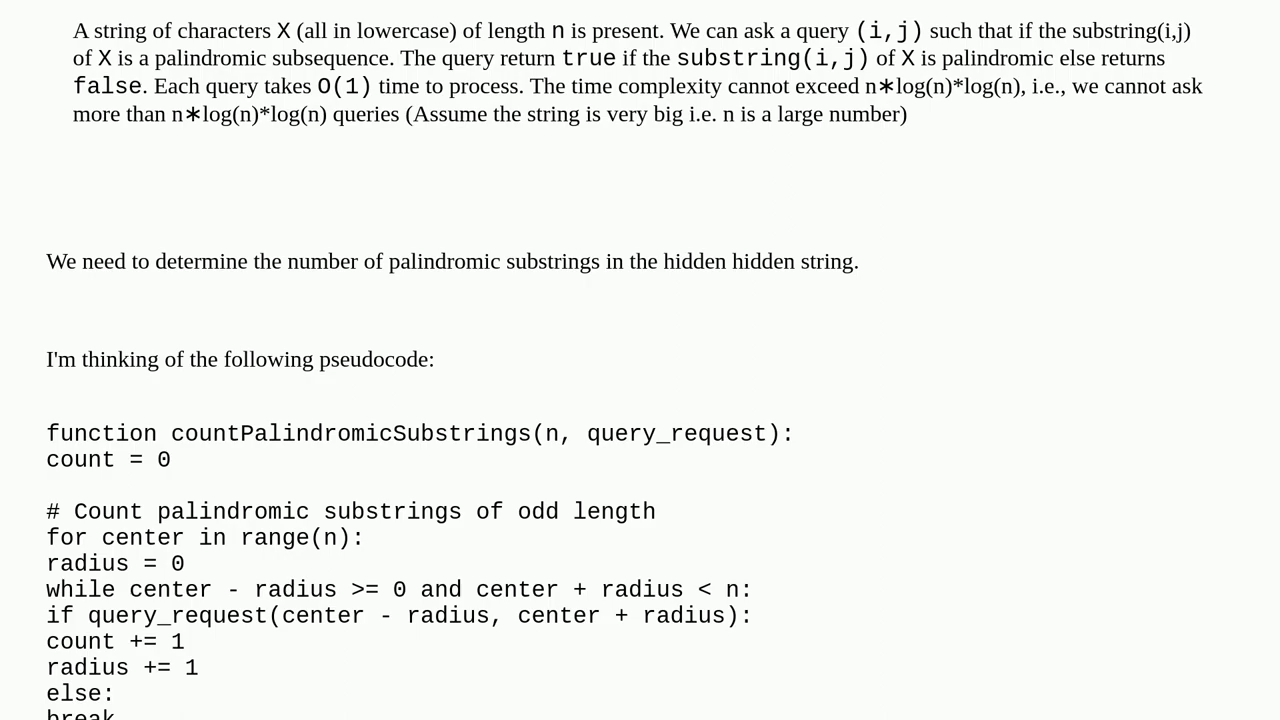 A string of characters X (all in lowercase) of length n is present. We can ask a query (i,j) such that if the substring(i,j)
of X is a palindromic subsequence. The query return true if the substring(i,j) of X is palindromic else returns
false. Each query takes O(1) time to process. The time complexity cannot exceed n∗log(n)*log(n), i.e., we cannot ask
more than n∗log(n)*log(n) queries (Assume the string is very big i.e. n is a large number)
We need to determine the number of palindromic substrings in the hidden hidden string.
I'm thinking of the following pseudocode:
function countPalindromicSubstrings(n, query_request):
count = 0
# Count palindromic substrings of odd length
for center in range(n):
radius = 0
while center - radius >= 0 and center + radius < n:
if query_request(center - radius, center + radius):
count += 1
radius += 1
else:
break